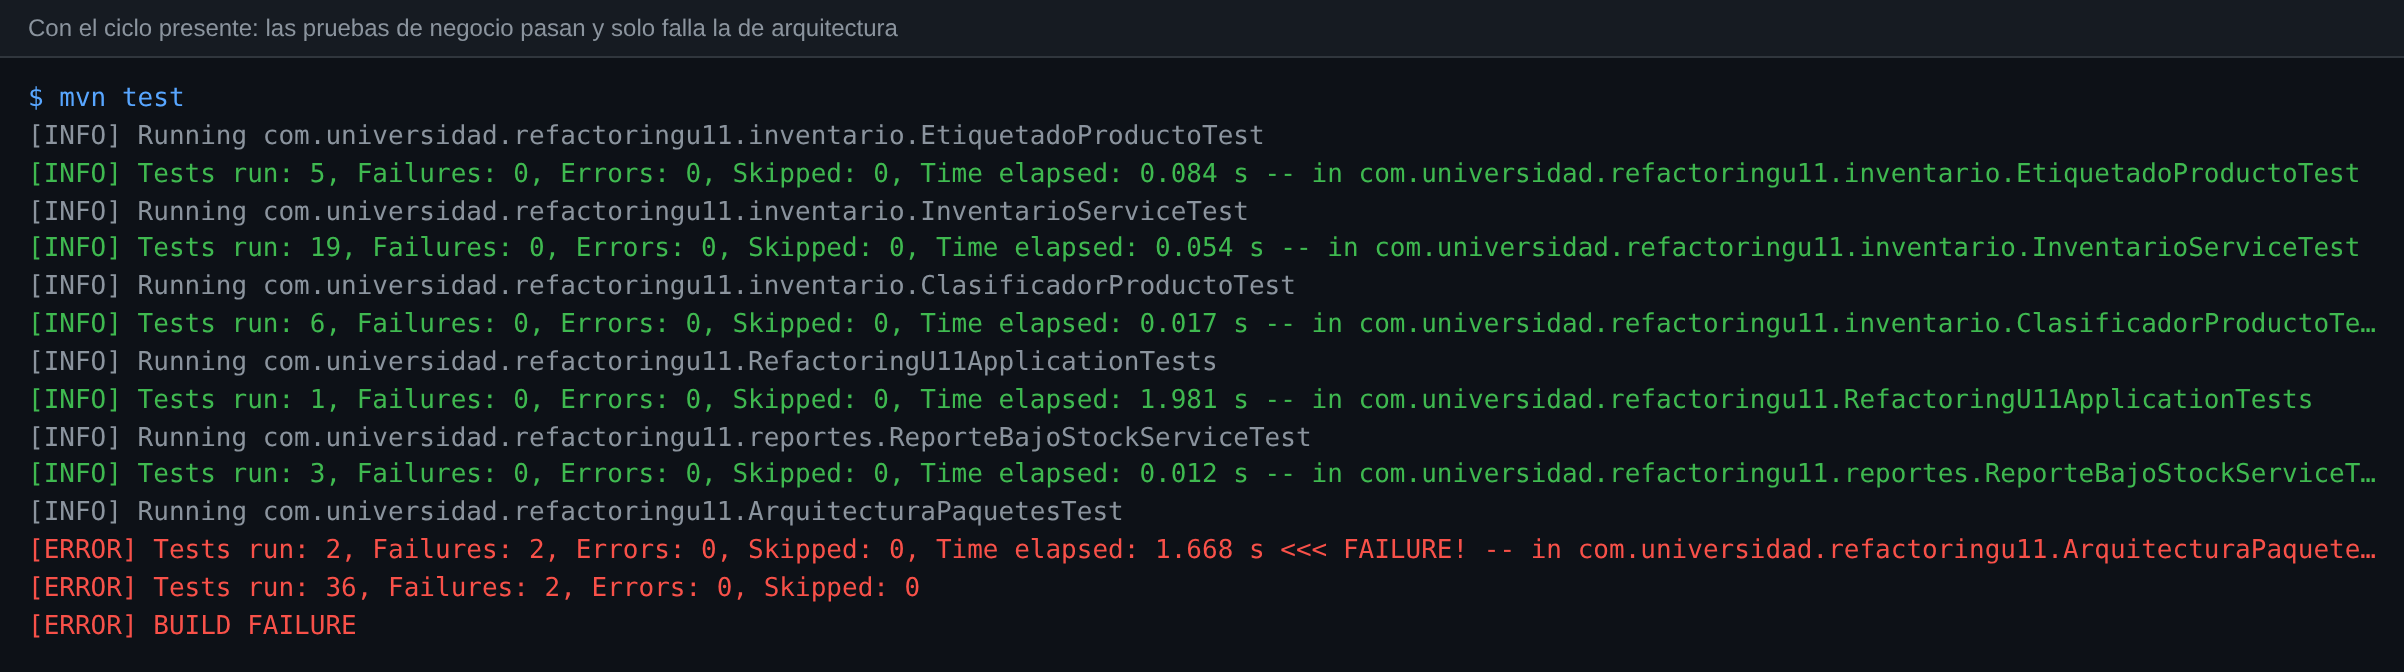 Con el ciclo presente: las pruebas de negocio pasan y solo falla la de arquitectura
$ mvn test
[INFO] Running com.universidad.refactoringu11.inventario.EtiquetadoProductoTest
[INFO] Tests run: 5, Failures: 0, Errors: 0, Skipped: 0, Time elapsed: 0.084 s -- in com.universidad.refactoringu11.inventario.EtiquetadoProductoTest
[INFO] Running com.universidad.refactoringu11.inventario.InventarioServiceTest
[INFO] Tests run: 19, Failures: 0, Errors: 0, Skipped: 0, Time elapsed: 0.054 s -- in com.universidad.refactoringu11.inventario.InventarioServiceTest
[INFO] Running com.universidad.refactoringu11.inventario.ClasificadorProductoTest
[INFO] Tests run: 6, Failures: 0, Errors: 0, Skipped: 0, Time elapsed: 0.017 s -- in com.universidad.refactoringu11.inventario.ClasificadorProductoTe…
[INFO] Running com.universidad.refactoringu11.RefactoringU11ApplicationTests
[INFO] Tests run: 1, Failures: 0, Errors: 0, Skipped: 0, Time elapsed: 1.981 s -- in com.universidad.refactoringu11.RefactoringU11ApplicationTests
[INFO] Running com.universidad.refactoringu11.reportes.ReporteBajoStockServiceTest
[INFO] Tests run: 3, Failures: 0, Errors: 0, Skipped: 0, Time elapsed: 0.012 s -- in com.universidad.refactoringu11.reportes.ReporteBajoStockServiceT…
[INFO] Running com.universidad.refactoringu11.ArquitecturaPaquetesTest
[ERROR] Tests run: 2, Failures: 2, Errors: 0, Skipped: 0, Time elapsed: 1.668 s <<< FAILURE! -- in com.universidad.refactoringu11.ArquitecturaPaquete…
[ERROR] Tests run: 36, Failures: 2, Errors: 0, Skipped: 0
[ERROR] BUILD FAILURE